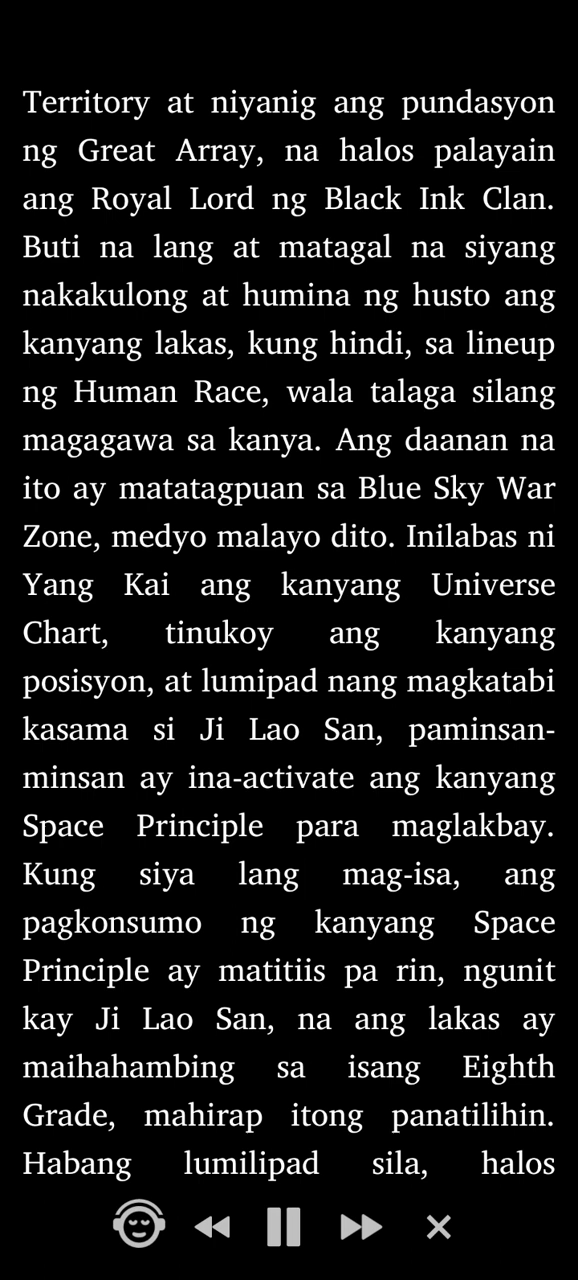 Territory at niyanig ang pundasyon
ng Great Array, na halos palayain
ang Royal Lord ng Black Ink Clan.
Buti na lang at matagal na siyang
nakakulong at humina ng husto ang
kanyang lakas, kung hindi, sa lineup
ng Human Race, wala talaga silang
magagawa sa kanya. Ang daanan na
ito ay matatagpuan sa Blue Sky War
Zone, medyo malayo dito. Inilabas ni
Yang Kai ang kanyang Universe
Chart, tinukoy ang kanyang
posisyon, at lumipad nang magkatabi
kasama si Ji Lao San, paminsan-
minsan ay ina-activate ang kanyang
Space Principle para maglakbay.
Kung siya lang mag-isa, ang
pagkonsumo ng kanyang Space
Principle ay matitiis pa rin, ngunit
kay Ji Lao San, na ang lakas ay
maihahambing sa isang Eighth
Grade, mahirap itong panatilihin.
Habang lumilipad sila, halos